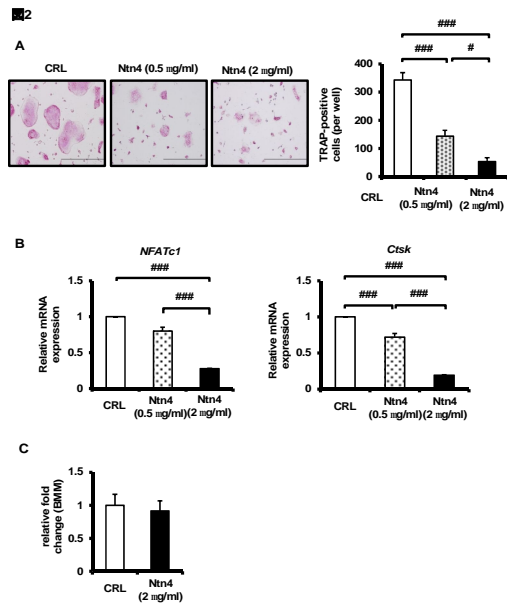 図2
A
CRL
Ntn4 (0.5 ㎎/ml)
Ntn4 (2 ㎎/ml)
###
###
#
TRAP-positive
cells (per well)
400
300
200
100
0
CRL
Ntn4
(0.5 ㎎/ml)
Ntn4
(2 ㎎/ml)
B
NFATc1
###
###
Relative mRNA
expression
1.5
1
0.5
0
CRL
Ntn4
(0.5 ㎎/ml)
Ntn4
(2 ㎎/ml)
Ctsk
###
###
###
Relative mRNA
expression
1.5
1
0.5
0
CRL
Ntn4
(0.5 ㎎/ml)
Ntn4
(2 ㎎/ml)
C
relative fold
change (BMM)
2
1.5
1
0.5
0
CRL
Ntn4
(2 ㎎/ml)